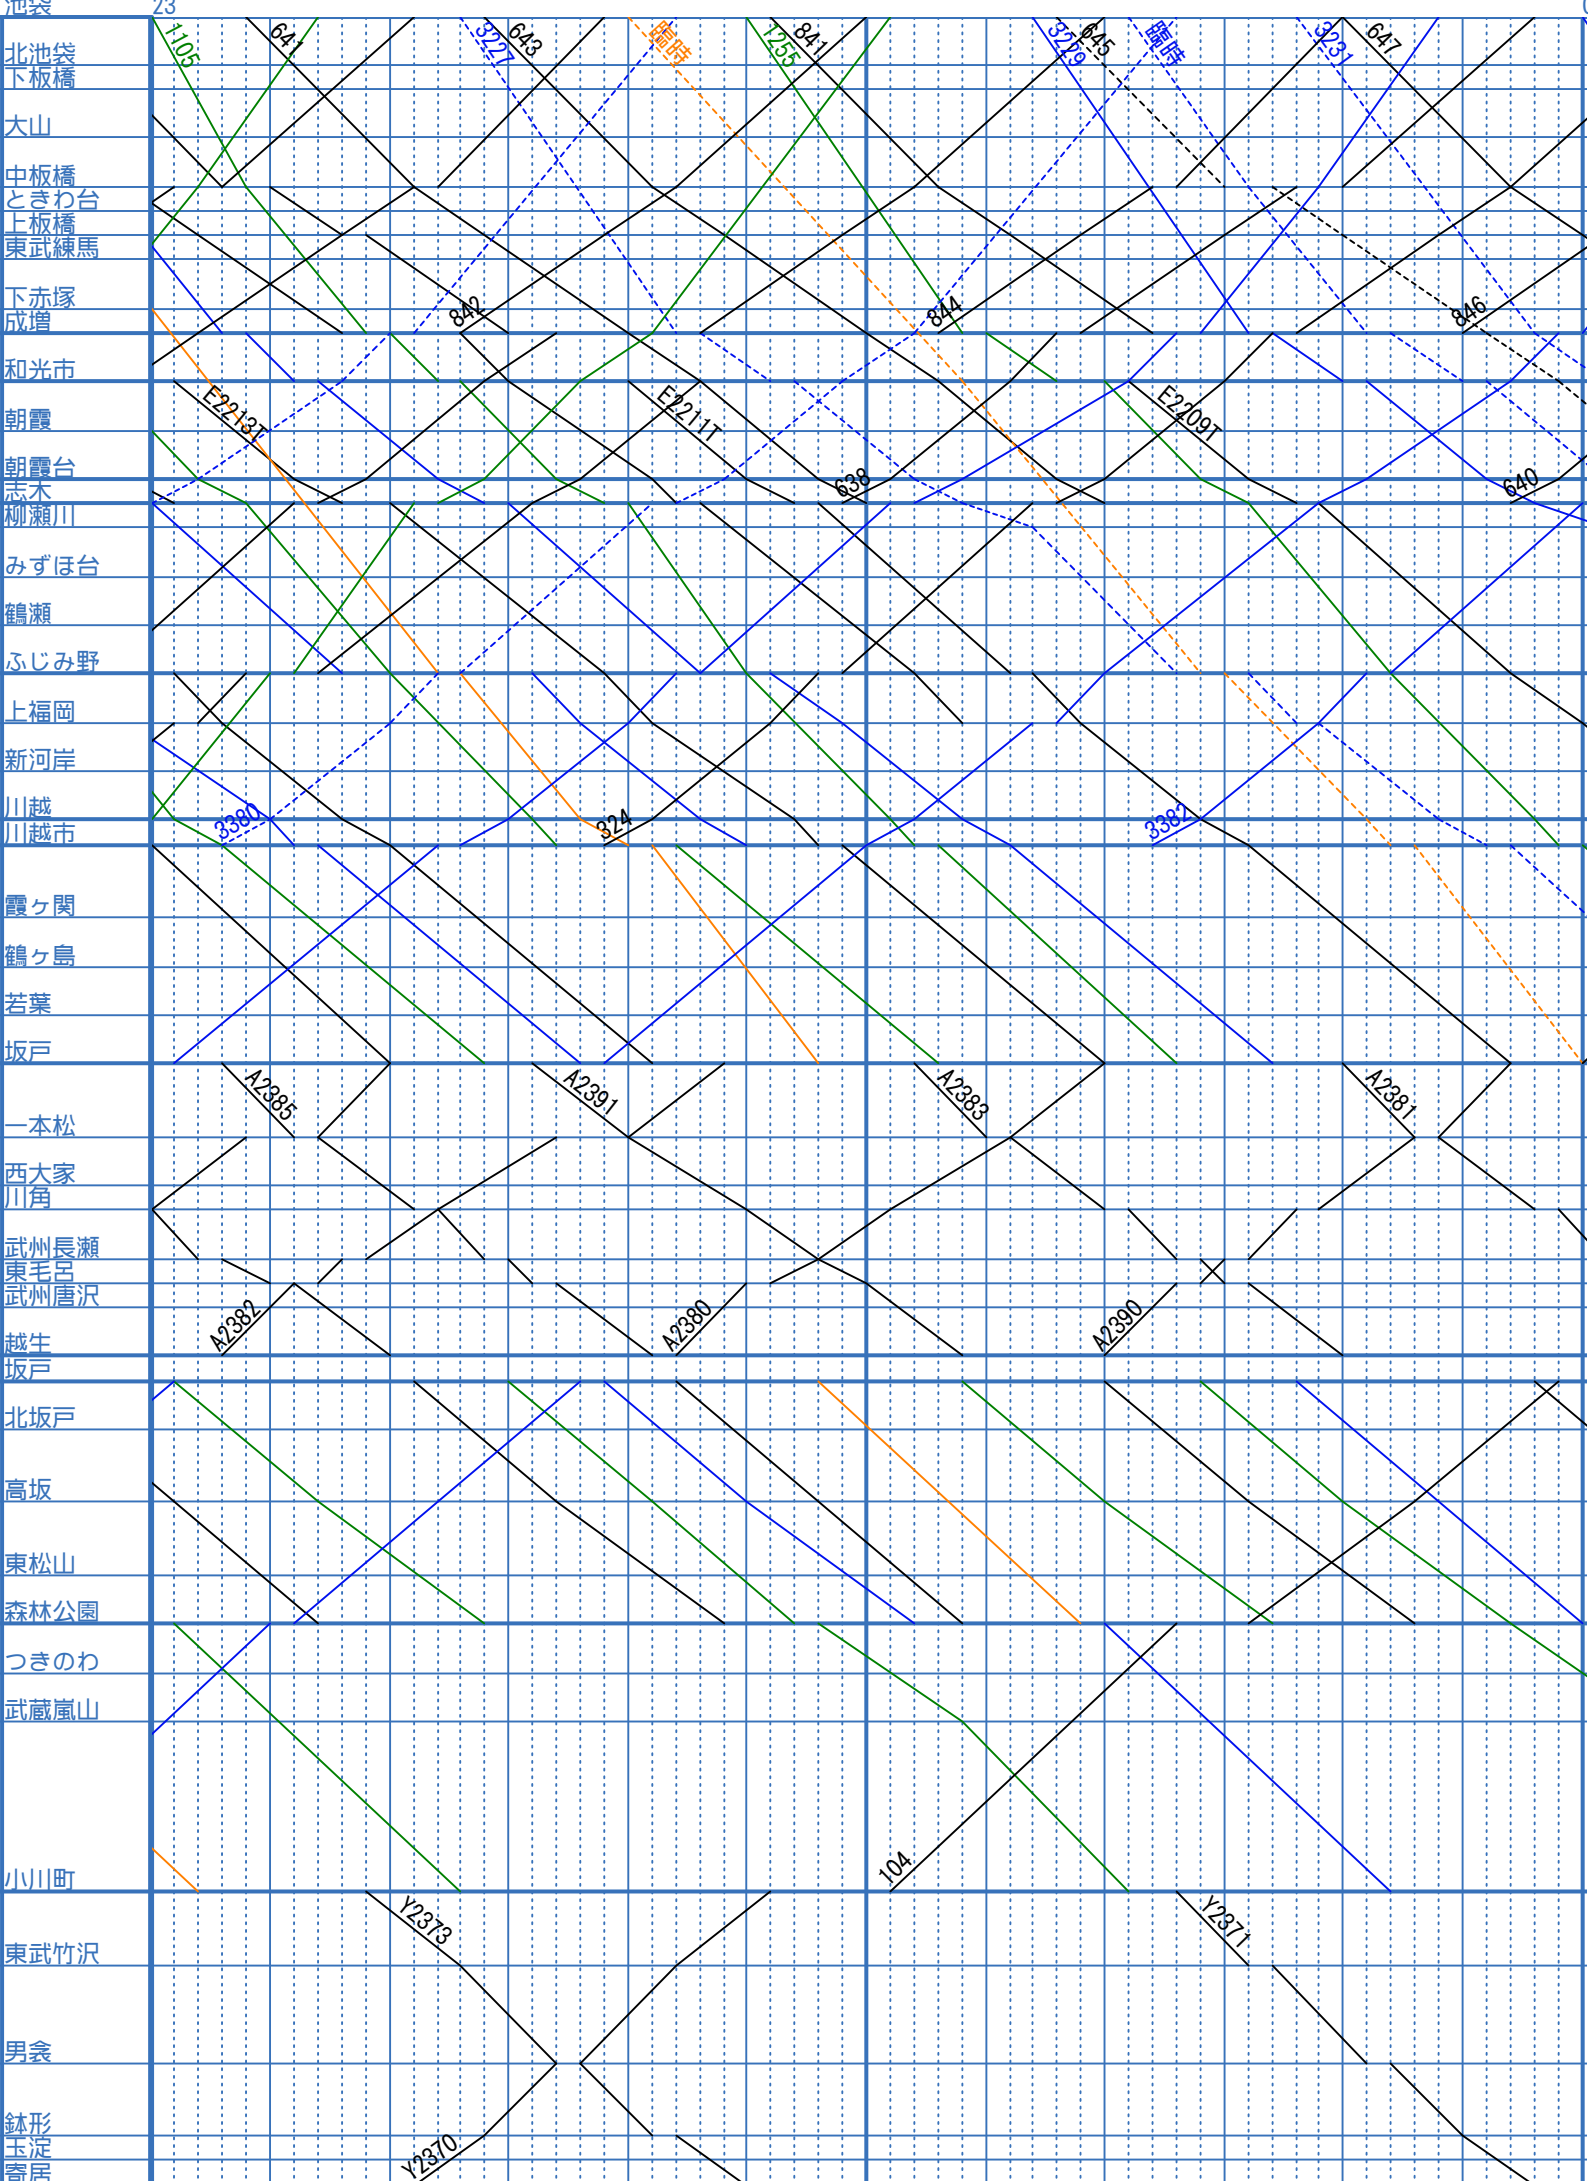 池袋
23
0
1105
641
3227
643
臨時
1255
841
3229
645
臨時
3231
647
北池袋
下板橋
大山
中板橋
ときわ台
上板橋
東武練馬
下赤塚
842
844
846
成増
和光市
E2213T
E2211T
E2209T
朝霞
朝霞台
638
640
志木
柳瀬川
みずほ台
鶴瀬
ふじみ野
上福岡
新河岸
川越
3380
324
3382
川越市
霞ヶ関
鶴ヶ島
若葉
坂戸
A2385
A2391
A2383
A2381
一本松
西大家
川角
武州長瀬
東毛呂
武州唐沢
A2382
A2380
A2390
越生
坂戸
北坂戸
高坂
東松山
森林公園
つきのわ
武蔵嵐山
104
小川町
Y2373
Y2371
東武竹沢
男衾
鉢形
玉淀
Y2370
寄居